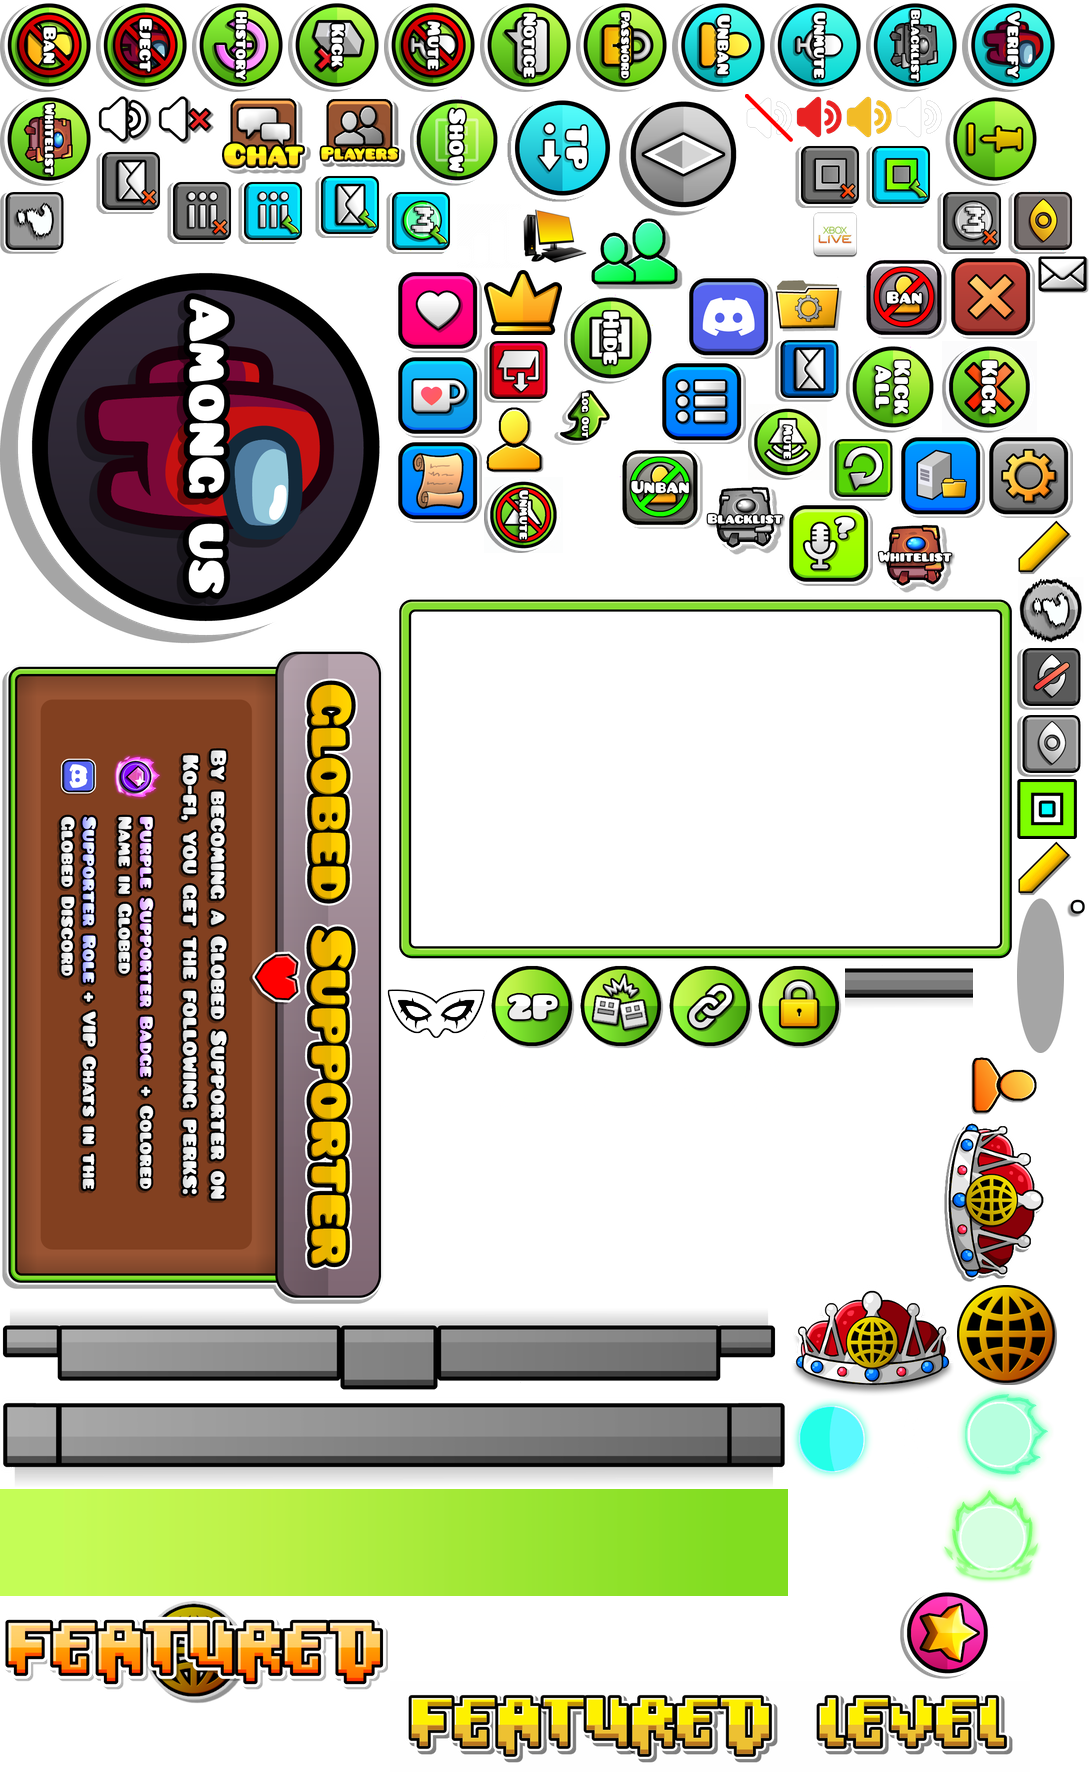 BAN
EJECT
HISTORY
KICK
MUTE
NOTICE
PASSWORD
UNBAN
UNMUTE
BLACKLIST
VERIFY
WHITELIST
CHAT
PLAYERS
SHOW
TP
XBOX
LIVE
AMONG US
HIDE
BAN
KICK
ALL
KICK
LOG OUT
MUTE
UNBAN
UNMUTE
BLACKLIST
WHITELIST
GLOBED SUPPORTER
BY BECOMING A GLOBED SUPPORTER ON
KO-FI, YOU GET THE FOLLOWING PERKS:
PURPLE SUPPORTER BADGE + COLORED
NAME IN GLOBED
SUPPORTER ROLE + VIP CHATS IN THE
GLOBED DISCORD
2P
FEATURED
FEATURED LEVEL